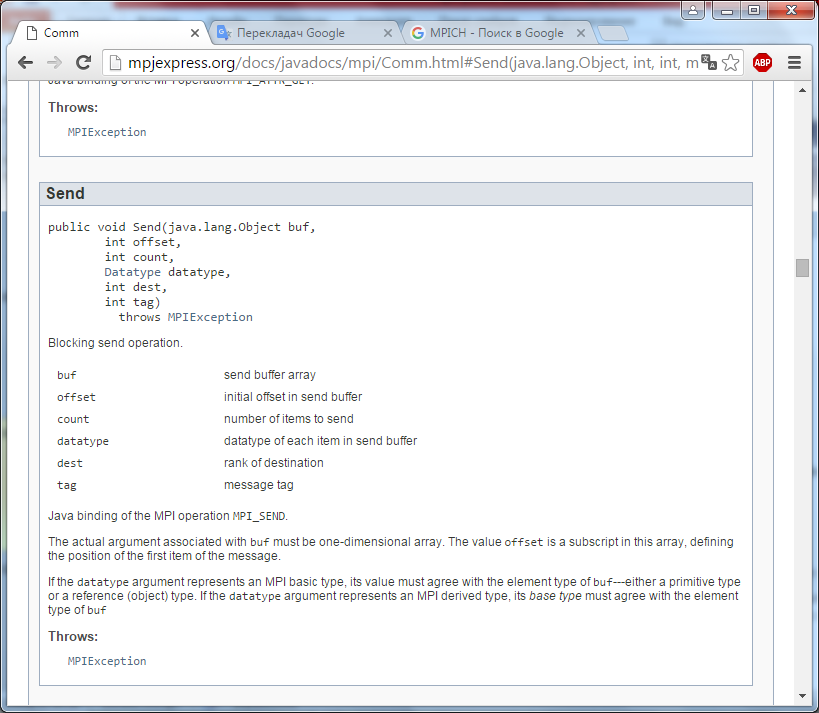 Comm
Перекладач Google
MPICH - Поиск в Google
mpjexpress.org/docs/javadocs/mpi/Comm.html#Send(java.lang.Object, int, int, m
ABP
Java binding of the MPI operation MPI_ATTR_GET.
Throws:
MPIException
Send
public void Send(java.lang.Object buf,
int offset,
int count,
Datatype datatype,
int dest,
int tag)
throws MPIException
Blocking send operation.
buf send buffer array
offset initial offset in send buffer
count number of items to send
datatype datatype of each item in send buffer
dest rank of destination
tag message tag
Java binding of the MPI operation MPI_SEND.
The actual argument associated with buf must be one-dimensional array. The value offset is a subscript in this array, defining
the position of the first item of the message.
If the datatype argument represents an MPI basic type, its value must agree with the element type of buf---either a primitive type
or a reference (object) type. If the datatype argument represents an MPI derived type, its base type must agree with the element
type of buf
Throws:
MPIException